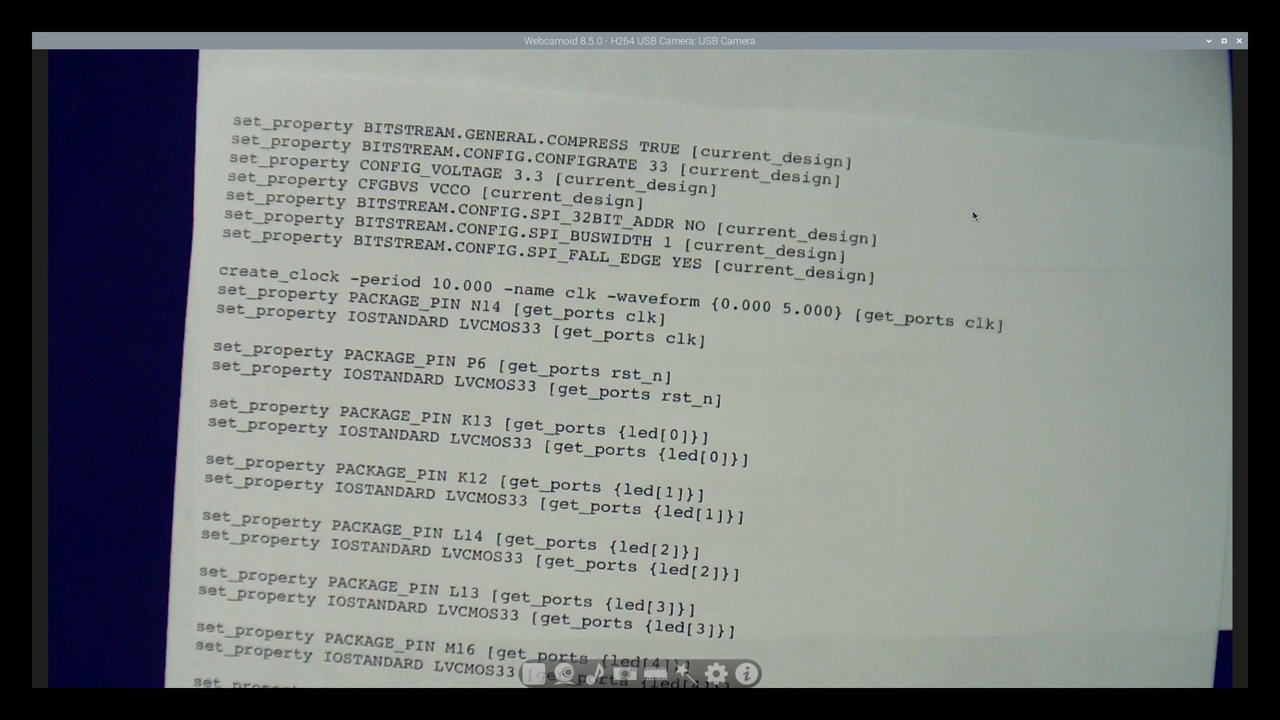 Webcamoid 8.5.0 - H264 USB Camera: USB Camera
set_property BITSTREAM.GENERAL.COMPRESS TRUE [current_design]
set_property BITSTREAM.CONFIG.CONFIGRATE 33 [current_design]
set_property CONFIG_VOLTAGE 3.3 [current_design]
set_property CFGBVS VCCO [current_design]
set_property BITSTREAM.CONFIG.SPI_32BIT_ADDR NO [current_design]
set_property BITSTREAM.CONFIG.SPI_BUSWIDTH 1 [current_design]
set_property BITSTREAM.CONFIG.SPI_FALL_EDGE YES [current_design]
create_clock -period 10.000 -name clk -waveform {0.000 5.000} [get_ports clk]
set_property PACKAGE_PIN N14 [get_ports clk]
set_property IOSTANDARD LVCMOS33 [get_ports clk]
set_property PACKAGE_PIN P6 [get_ports rst_n]
set_property IOSTANDARD LVCMOS33 [get_ports rst_n]
set_property PACKAGE_PIN K13 [get_ports {led[0]}]
set_property IOSTANDARD LVCMOS33 [get_ports {led[0]}]
set_property PACKAGE_PIN K12 [get_ports {led[1]}]
set_property IOSTANDARD LVCMOS33 [get_ports {led[1]}]
set_property PACKAGE_PIN L14 [get_ports {led[2]}]
set_property IOSTANDARD LVCMOS33 [get_ports {led[2]}]
set_property PACKAGE_PIN L13 [get_ports {led[3]}]
set_property IOSTANDARD LVCMOS33 [get_ports {led[3]}]
set_property PACKAGE_PIN M16 [get_ports {led[4]}]
set_property IOSTANDARD LVCMOS33 {led[4]}]